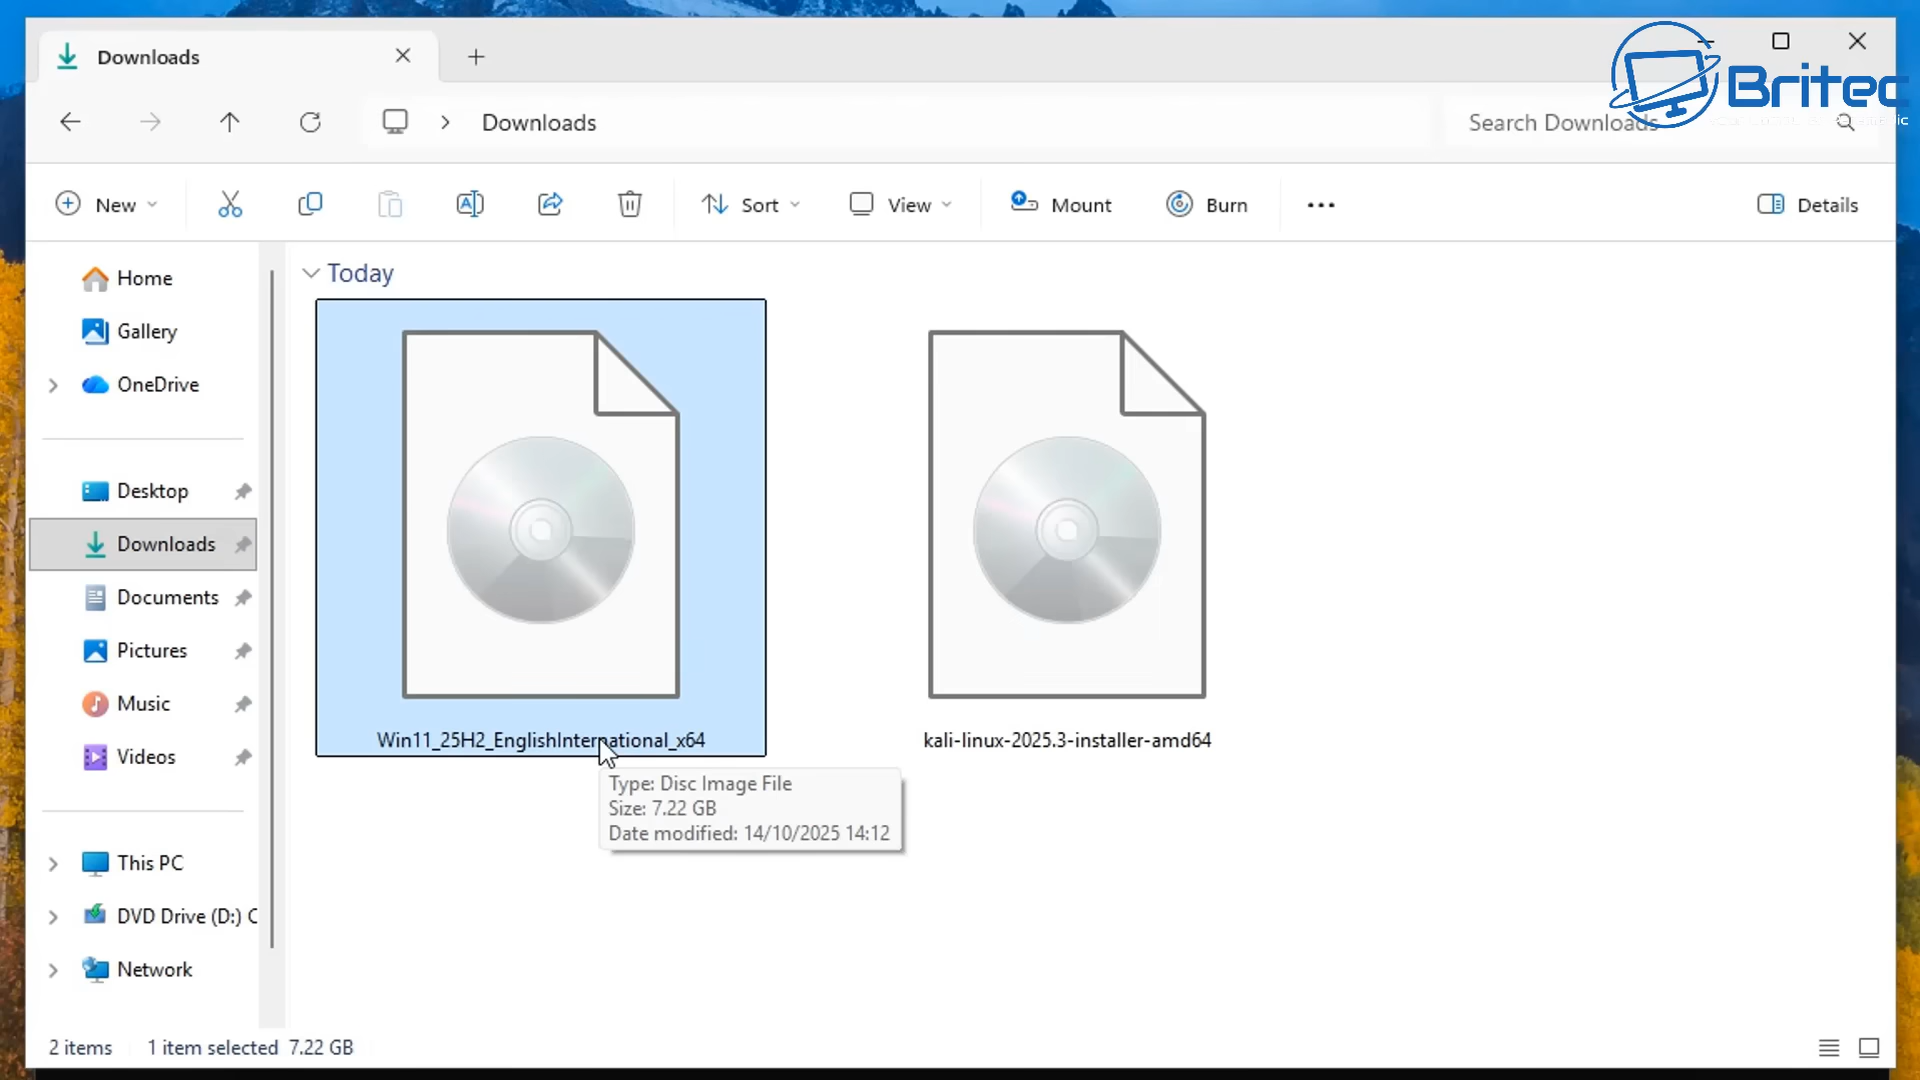 Downloads
Britec
Downloads
Search Downloads
New
Sort
View
Mount
Burn
Details
Home
Gallery
OneDrive
Desktop
Downloads
Documents
Pictures
Music
Videos
This PC
DVD Drive (D:) C
Network
Today
Win11_25H2_EnglishInternational_x64
kali-linux-2025.3-installer-amd64
Type: Disc Image File
Size: 7.22 GB
Date modified: 14/10/2025 14:12
2 items
1 item selected 7.22 GB